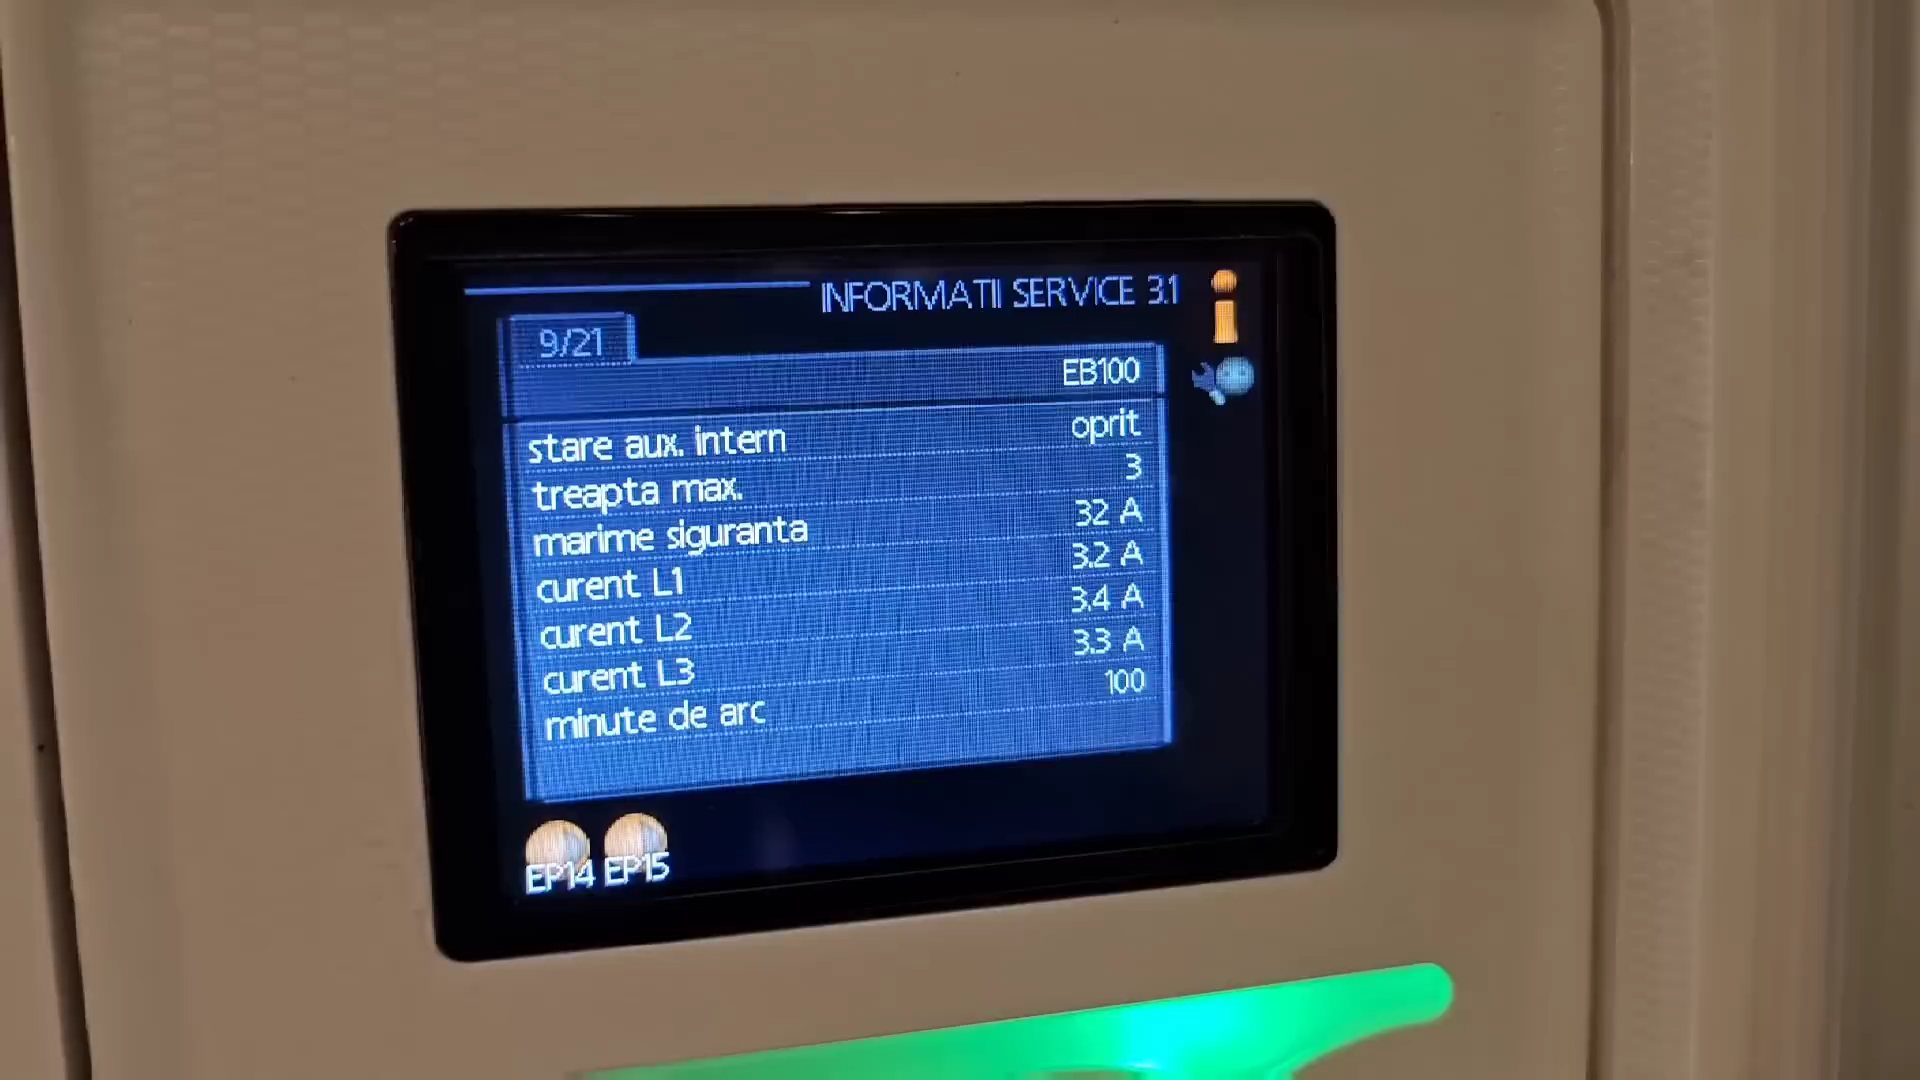 INFORMATII SERVICE 3.1
9/21
EB100
stare aux. intern oprit
treapta max. 3
marime siguranta 32 A
curent L1 3.2 A
curent L2 3.4 A
curent L3 3.3 A
minute de arc 100
EP14 EP15